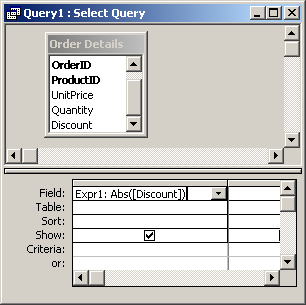 Query1 : Select Query
Order Details
OrderID
ProductID
UnitPrice
Quantity
Discount
Field: Expr1: Abs([Discount])
Table:
Sort:
Show:
Criteria:
or: